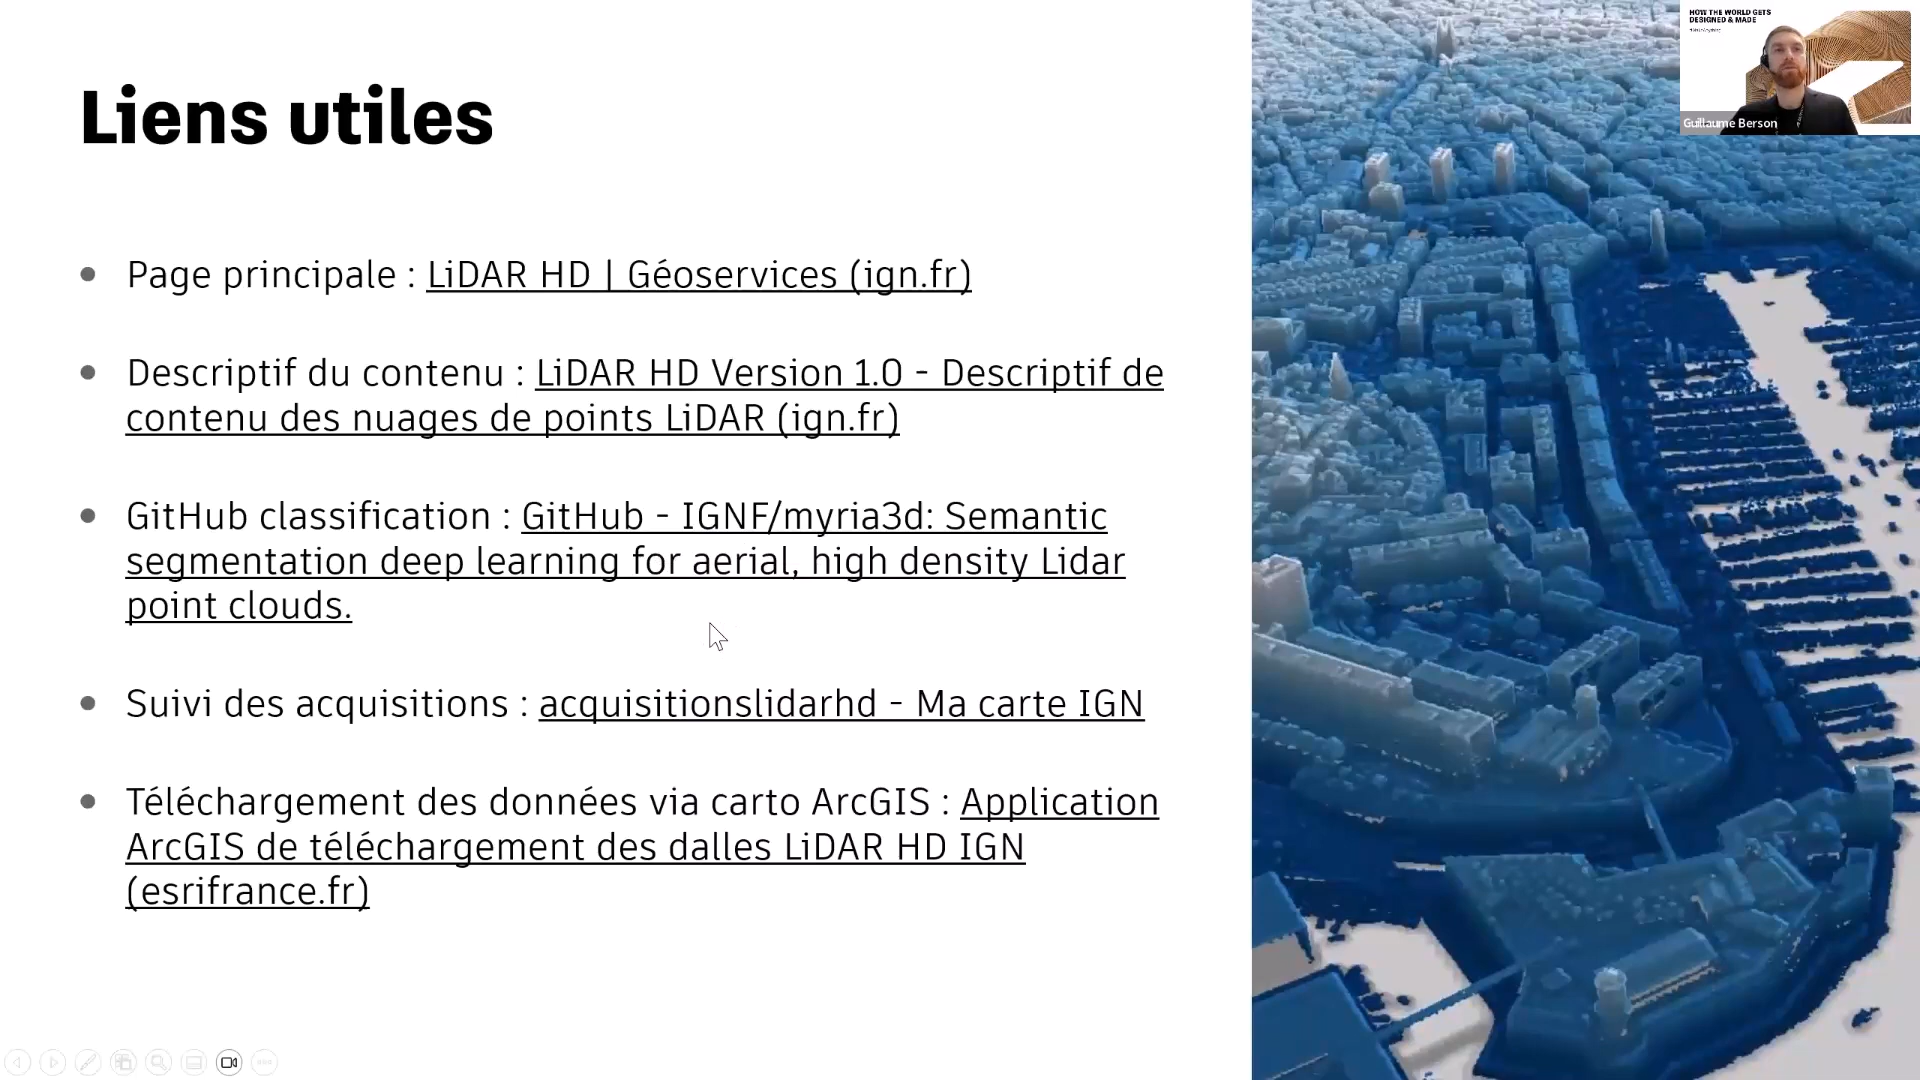 HOW THE WORLD GETS
DESIGNED & MADE
Guillaume Berson
Liens utiles
Page principale : LiDAR HD | Géoservices (ign.fr)
Descriptif du contenu : LiDAR HD Version 1.0 - Descriptif de
contenu des nuages de points LiDAR (ign.fr)
GitHub classification : GitHub - IGNF/myria3d: Semantic
segmentation deep learning for aerial, high density Lidar
point clouds.
Suivi des acquisitions : acquisitionslidarhd - Ma carte IGN
Téléchargement des données via carto ArcGIS : Application
ArcGIS de téléchargement des dalles LiDAR HD IGN
(esrifrance.fr)